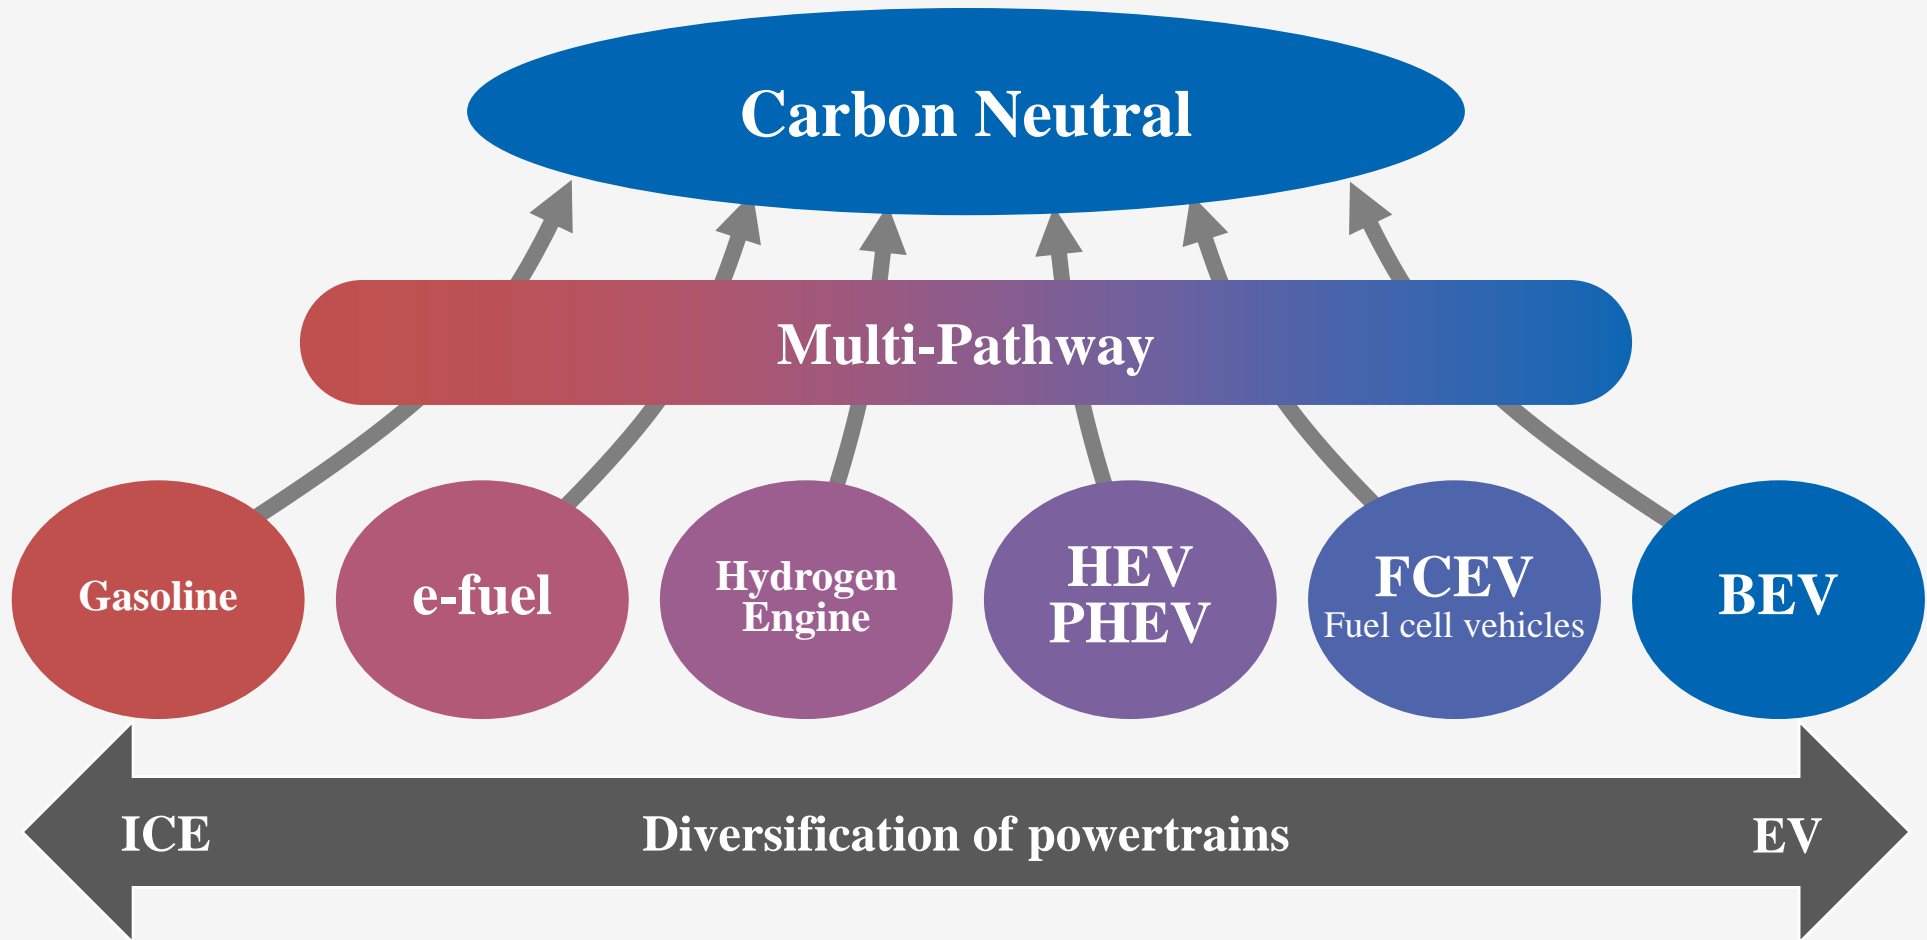 Carbon Neutral
Multi-Pathway
Gasoline
e-fuel
Hydrogen
Engine
HEV
PHEV
FCEV
Fuel cell vehicles
BEV
ICE
Diversification of powertrains
EV